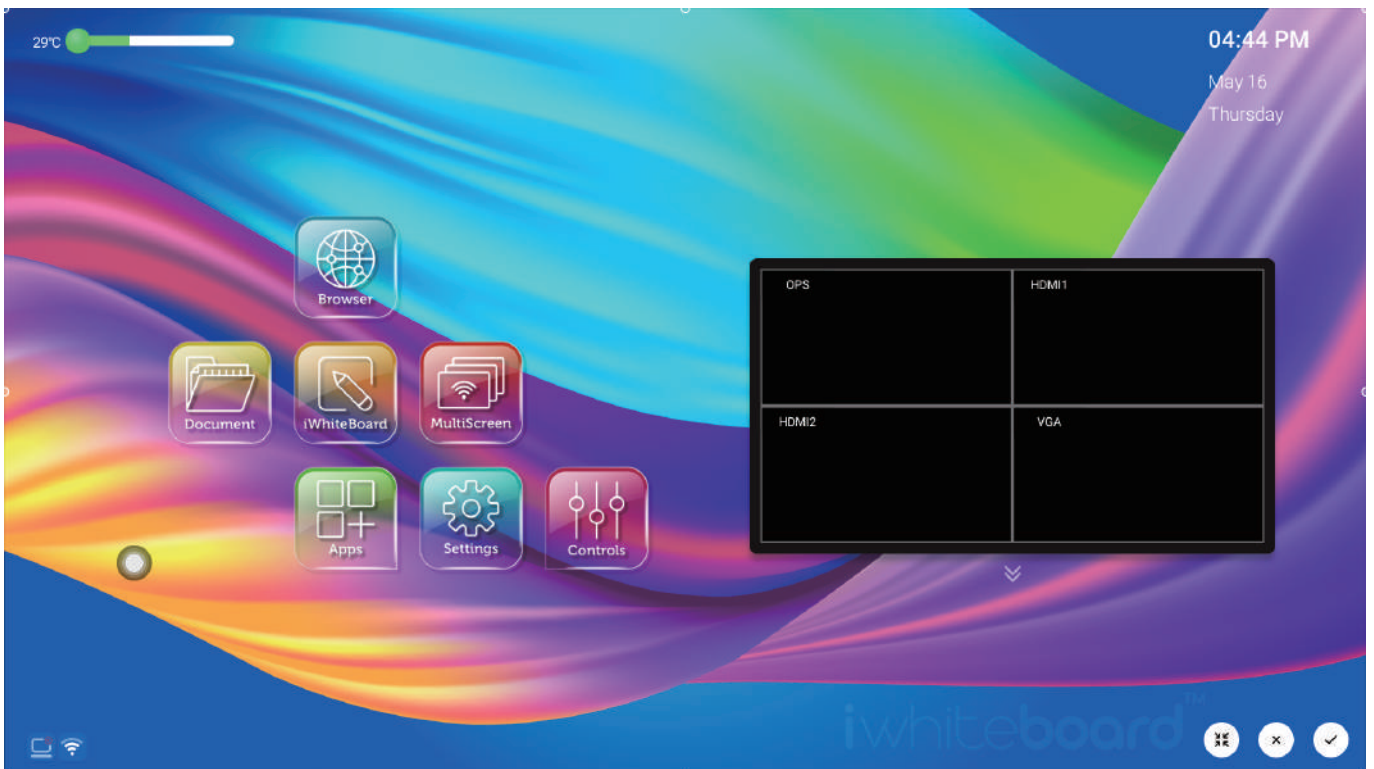 29℃
04:44 PM
May 16
Thursday
Browser
OPS
HDMI1
Document
iWhiteBoard
MultiScreen
HDMI2
VGA
Apps
Settings
Controls
iwhiteboard™